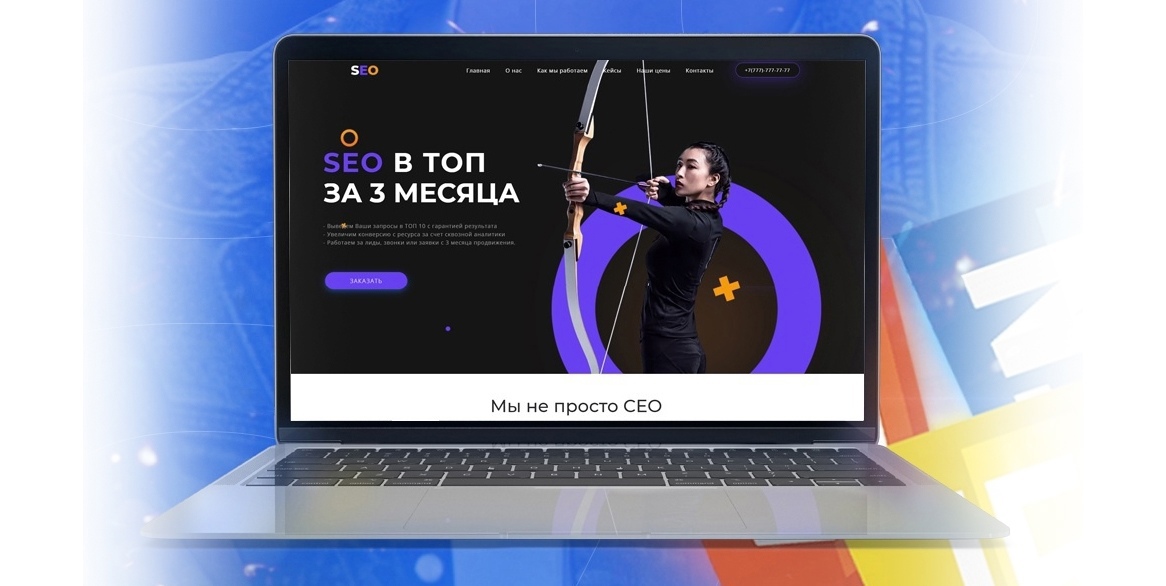 SEO
Главная О нас Как мы работаем Кейсы Наши цены Контакты +7(777)-777-77-77
SEO В ТОП
ЗА 3 МЕСЯЦА
- Выведем Ваши запросы в ТОП 10 с гарантией результата
- Увеличим конверсию с ресурса за счет сквозной аналитики
- Работаем за лиды, звонки или заявки с 3 месяца продвижения.
ЗАКАЗАТЬ
Мы не просто СЕО